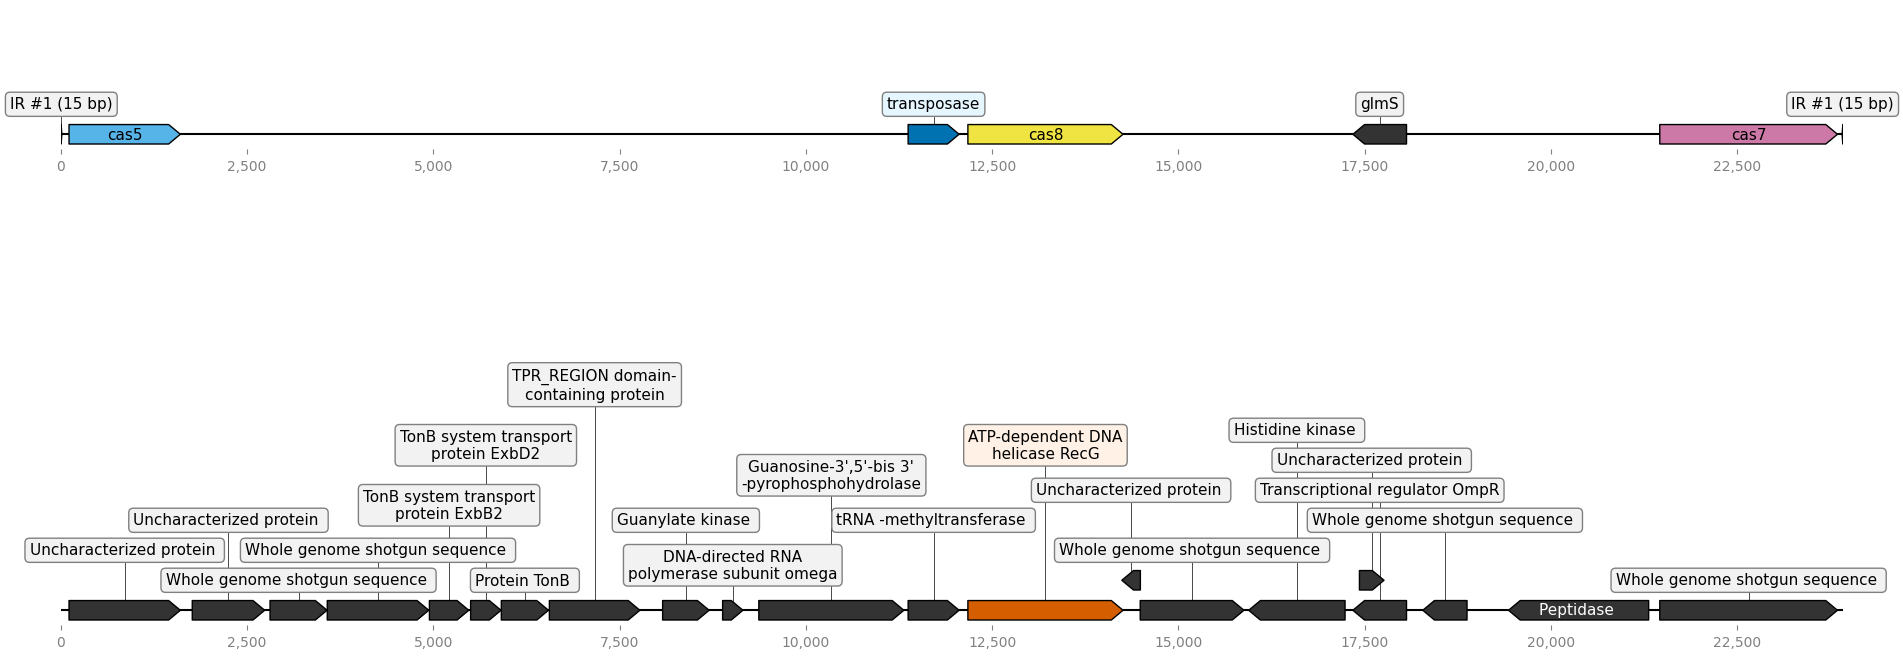 IR #1 (15 bp)
transposase
glmS
IR #1 (15 bp)
cas5
cas8
cas7
0
2,500
5,000
7,500
10,000
12,500
15,000
17,500
20,000
22,500
TPR_REGION domain-
containing protein
TonB system transport
protein ExbD2
ATP-dependent DNA
helicase RecG
Histidine kinase
Guanosine-3',5'-bis 3'
-pyrophosphohydrolase
Uncharacterized protein
TonB system transport
protein ExbB2
Uncharacterized protein
Transcriptional regulator OmpR
Uncharacterized protein
Guanylate kinase
tRNA -methyltransferase
Whole genome shotgun sequence
Uncharacterized protein
Whole genome shotgun sequence
DNA-directed RNA
polymerase subunit omega
Whole genome shotgun sequence
Whole genome shotgun sequence
Protein TonB
Whole genome shotgun sequence
Peptidase
0
2,500
5,000
7,500
10,000
12,500
15,000
17,500
20,000
22,500